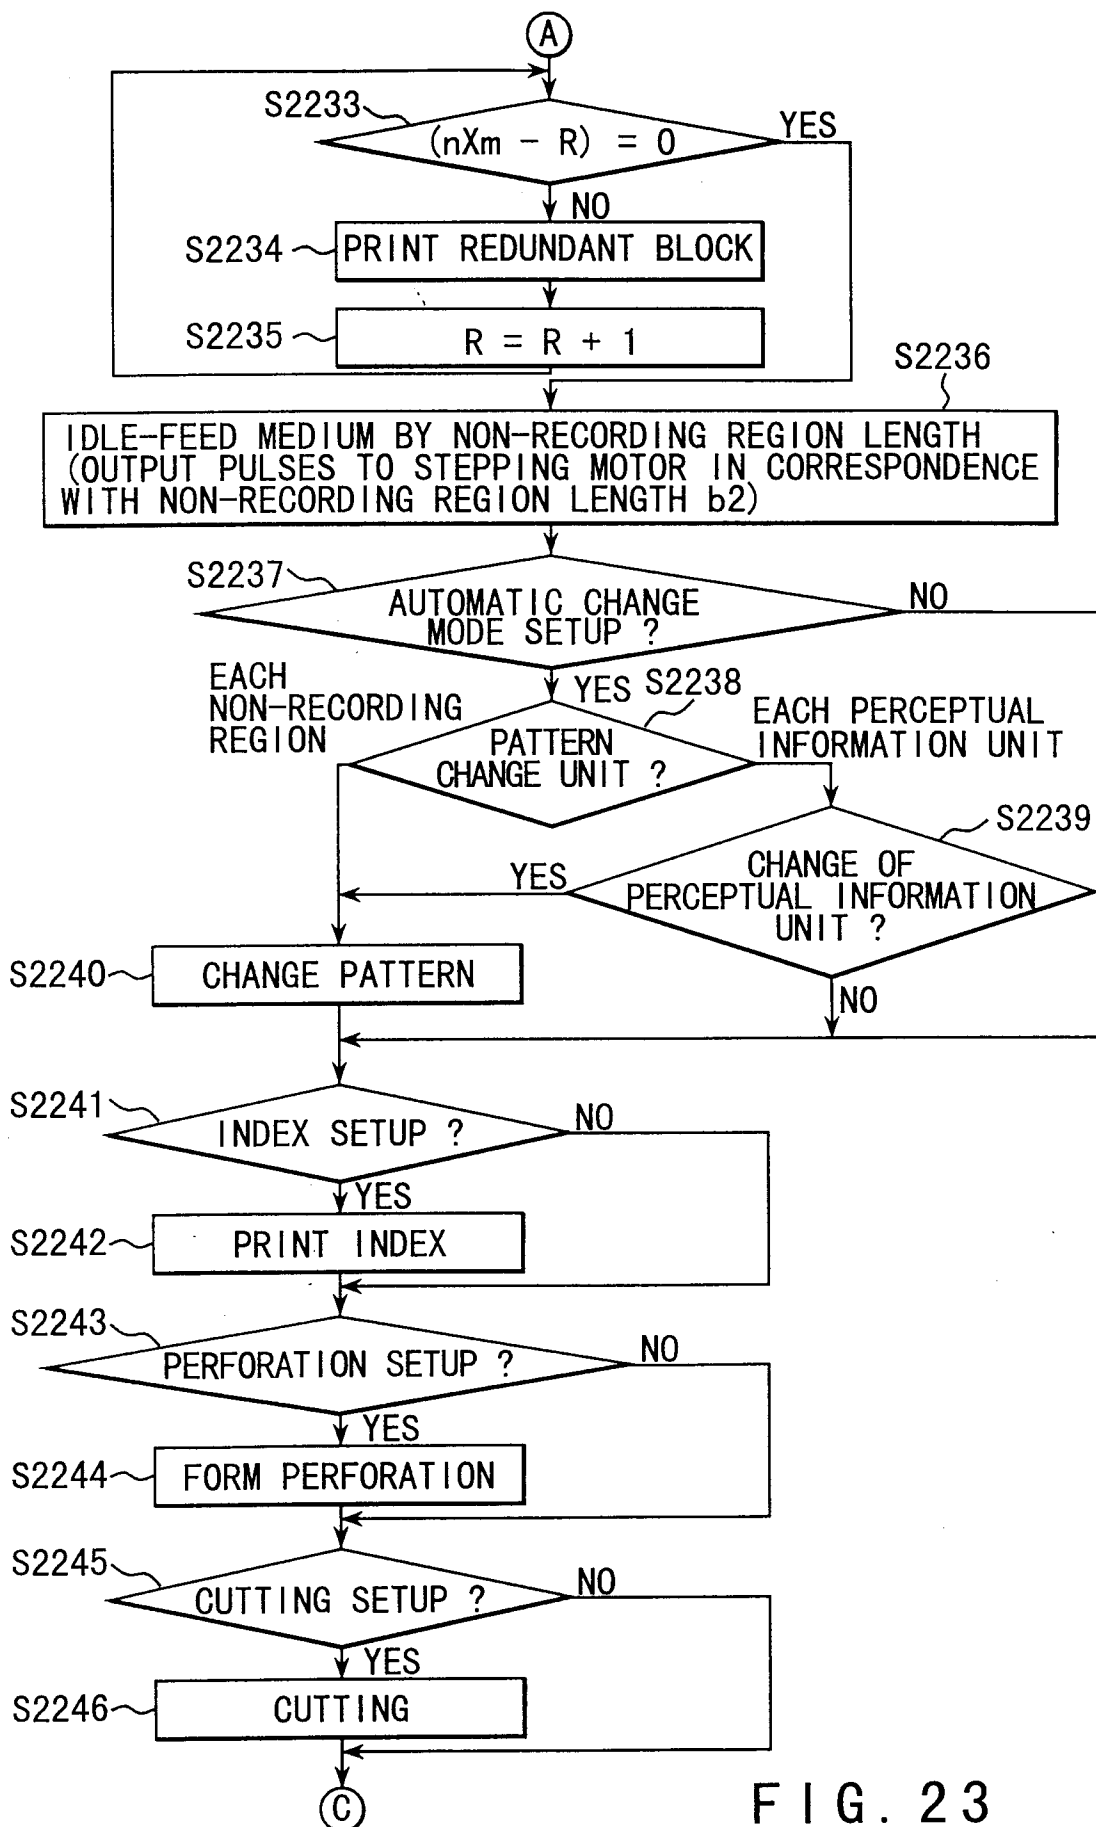 A
S2233
(nXm - R) = 0
YES
NO
S2234
PRINT REDUNDANT BLOCK
S2235
R = R + 1
S2236
IDLE-FEED MEDIUM BY NON-RECORDING REGION LENGTH
(OUTPUT PULSES TO STEPPING MOTOR IN CORRESPONDENCE
WITH NON-RECORDING REGION LENGTH b2)
S2237
AUTOMATIC CHANGE
MODE SETUP ?
NO
YES
EACH
NON-RECORDING
REGION
S2238
PATTERN
CHANGE UNIT ?
EACH PERCEPTUAL
INFORMATION UNIT
S2239
CHANGE OF
PERCEPTUAL INFORMATION
UNIT ?
YES
NO
S2240
CHANGE PATTERN
S2241
INDEX SETUP ?
NO
YES
S2242
PRINT INDEX
S2243
PERFORATION SETUP ?
NO
YES
S2244
FORM PERFORATION
S2245
CUTTING SETUP ?
NO
YES
S2246
CUTTING
C
FIG. 23